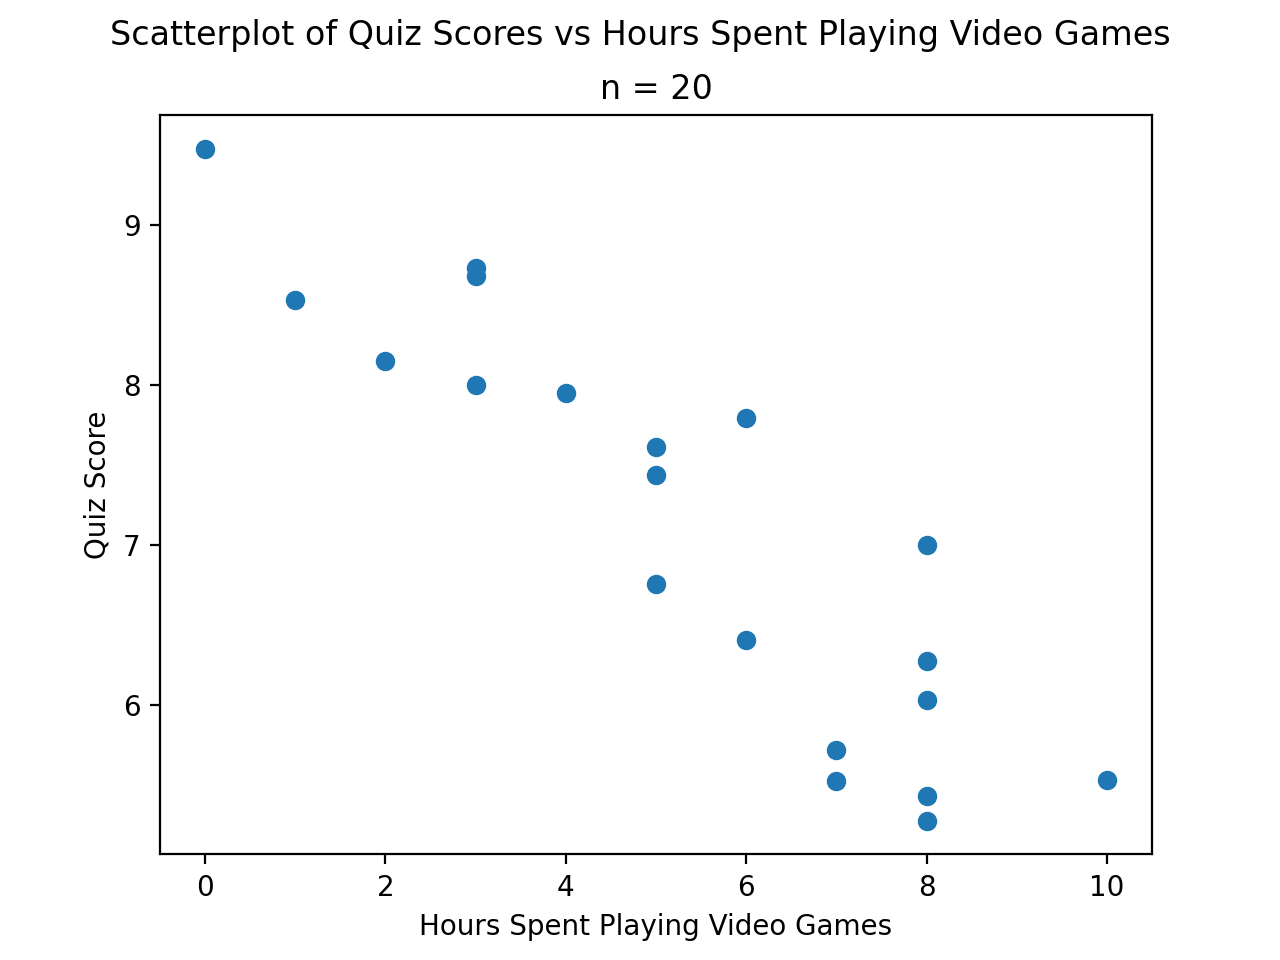 Scatterplot of Quiz Scores vs Hours Spent Playing Video Games
n = 20
9
8
7
6
Quiz Score
0 2 4 6 8 10
Hours Spent Playing Video Games